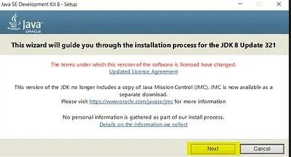 Java SE Development Kit 8 - Setup
Java
ORACLE
This wizard will guide you through the installation process for the JDK 8 Update 321
The terms under which this version of the software is licensed have changed.
Updated License Agreement
This version of the JDK no longer includes a copy of Java Mission Control (JMC). JMC is now available as a
separate download.
Please visit https://www.oracle.com/javase/jmc for more information
No personal information is gathered as part of our install process.
Details on the information we collect
Next
Cancel